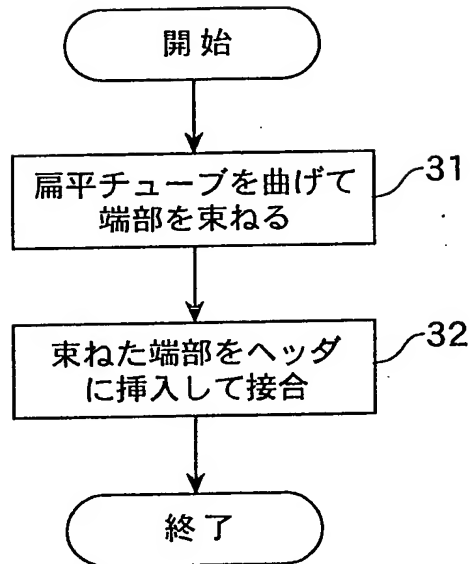 開始
扁平チューブを曲げて
端部を束ねる
31
束ねた端部をヘッダ
に挿入して接合
32
終了